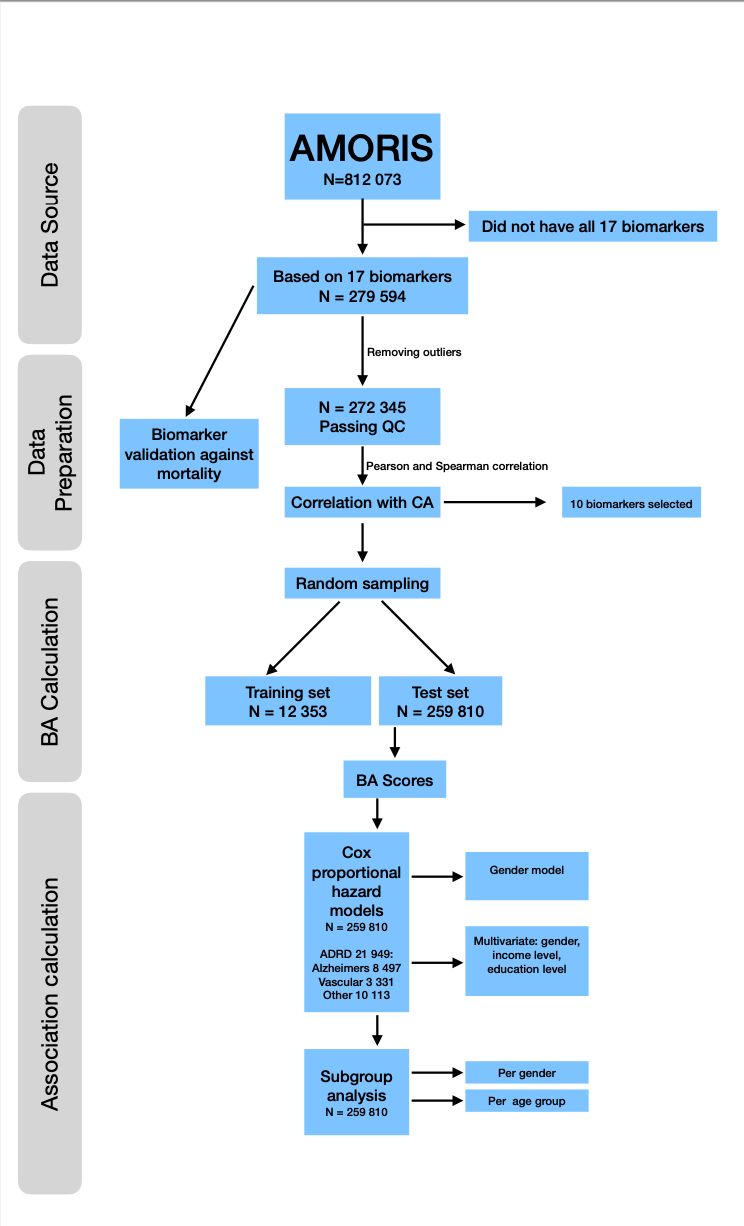 Data Source
AMORIS
N=812 073
Did not have all 17 biomarkers
Based on 17 biomarkers
N = 279 594
Removing outliers
Data
Preparation
N = 272 345
Passing QC
Biomarker
validation against
mortality
Pearson and Spearman correlation
Correlation with CA
10 biomarkers selected
BA Calculation
Random sampling
Training set
N = 12 353
Test set
N = 259 810
BA Scores
Association calculation
Cox
proportional
hazard
models
N = 259 810
ADRD 21 949:
Alzheimers 8 497
Vascular 3 331
Other 10 113
Gender model
Multivariate: gender,
income level,
education level
Subgroup
analysis
N = 259 810
Per gender
Per age group